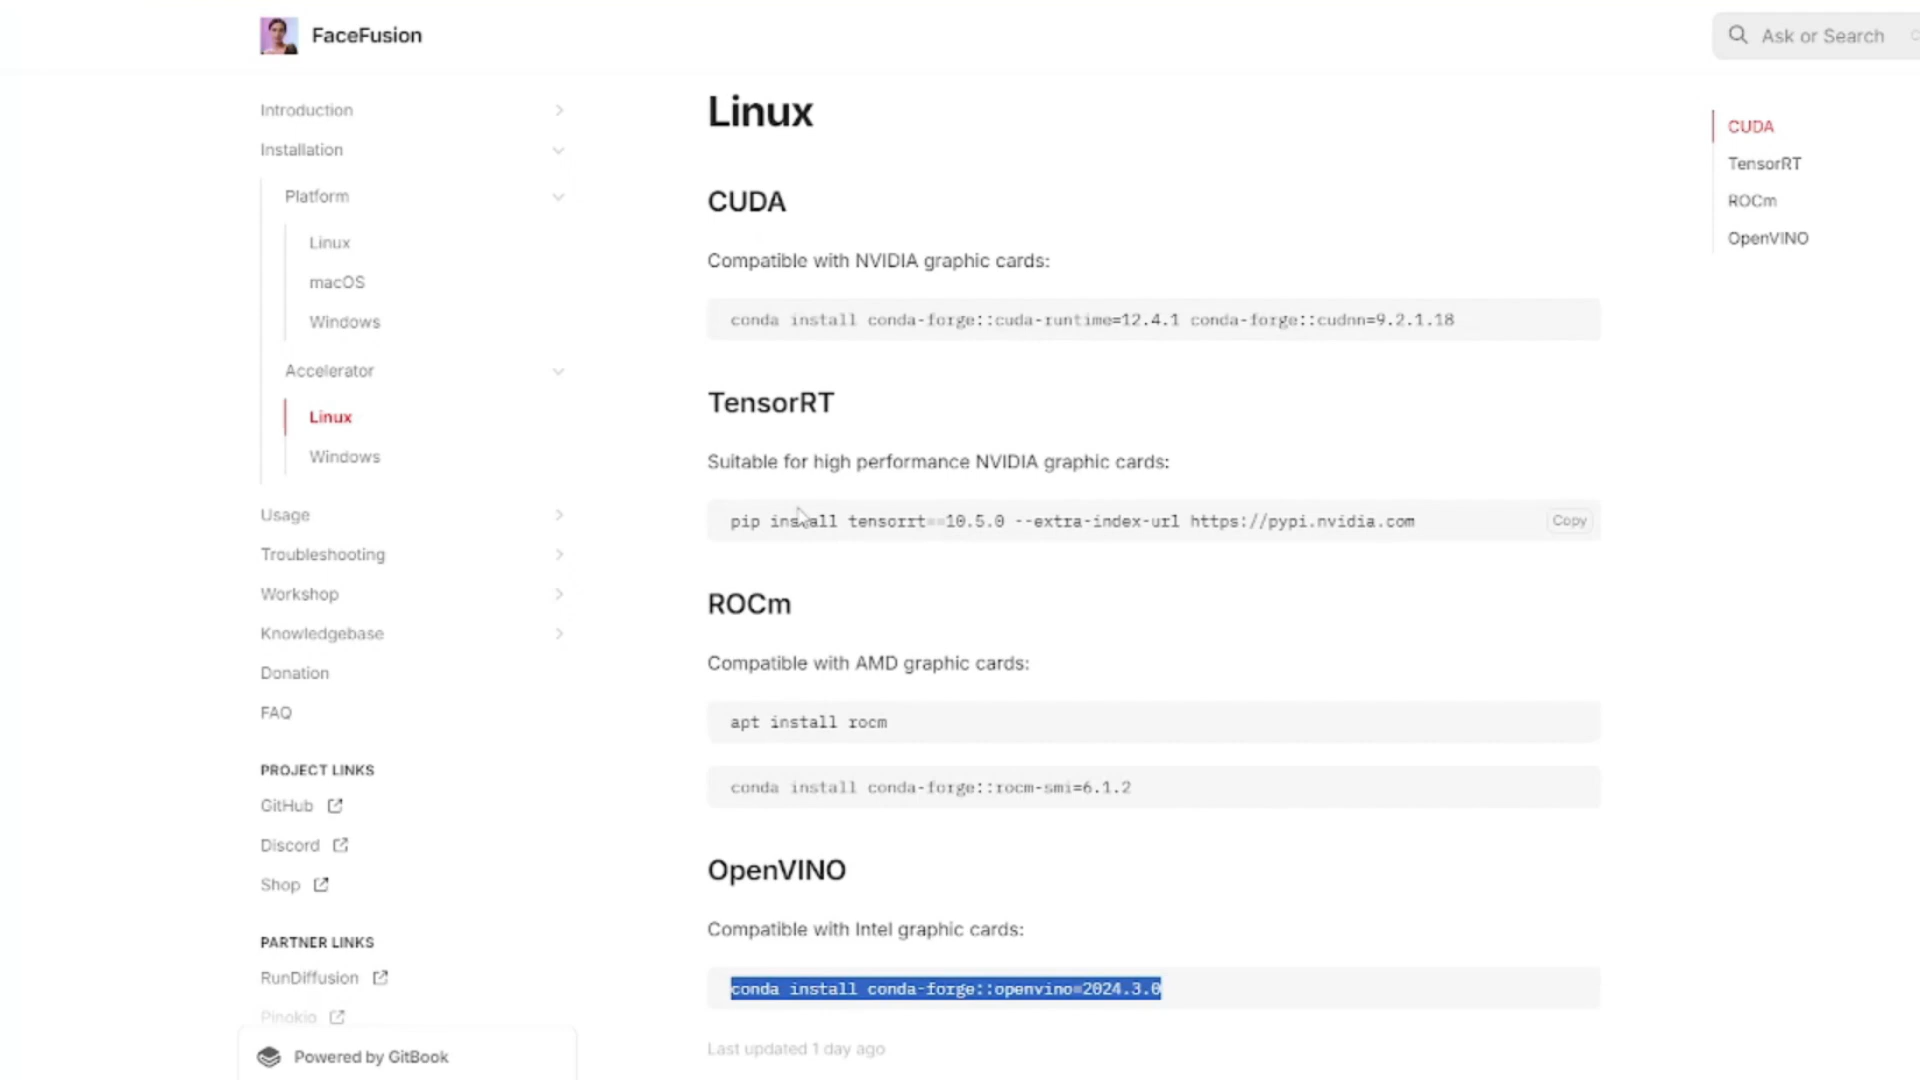 FaceFusion
Ask or Search
Introduction
Installation
Platform
Linux
macOS
Windows
Accelerator
Linux
Windows
Usage
Troubleshooting
Workshop
Knowledgebase
Donation
FAQ
PROJECT LINKS
GitHub
Discord
Shop
PARTNER LINKS
RunDiffusion
Pinokio
Powered by GitBook
Linux
CUDA
Compatible with NVIDIA graphic cards:
conda install conda-forge::cuda-runtime=12.4.1 conda-forge::cudnn=9.2.1.18
TensorRT
Suitable for high performance NVIDIA graphic cards:
pip install tensorrt==10.5.0 --extra-index-url https://pypi.nvidia.com
Copy
ROCm
Compatible with AMD graphic cards:
apt install rocm
conda install conda-forge::rocm-smi=6.1.2
OpenVINO
Compatible with Intel graphic cards:
conda install conda-forge::openvino=2024.3.0
Last updated 1 day ago
CUDA
TensorRT
ROCm
OpenVINO